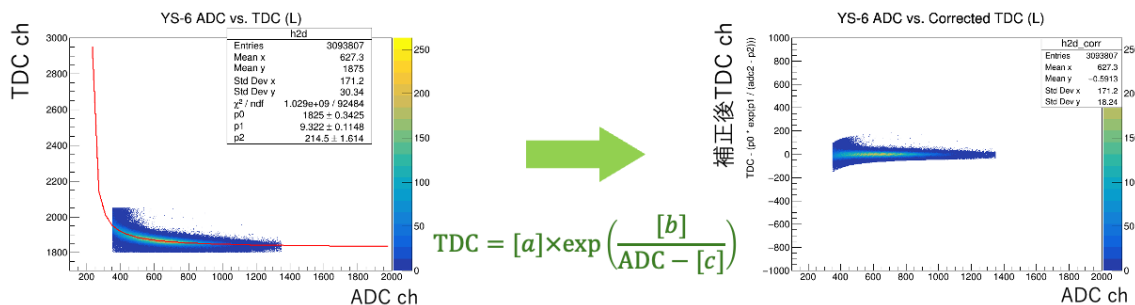 YS-6 ADC vs. TDC (L)
TDC ch
3000
2800
2600
2400
2200
2000
1800
h2d
Entries 3093807
Mean x 627.3
Mean y 1875
Std Dev x 171.2
Std Dev y 30.34
χ² / ndf 1.029e+09 / 92484
p0 1825 ± 0.3425
p1 9.322 ± 0.1148
p2 214.5 ± 1.614
250
200
150
100
50
0
200 400 600 800 1000 1200 1400 1600 1800 2000
ADC ch
TDC = [a]×exp([b]/(ADC − [c]))
YS-6 ADC vs. Corrected TDC (L)
補正後TDC ch
TDC - (p0 * exp(p1 / (adc2 - p2)))
1000
800
600
400
200
0
−200
−400
−600
−800
−1000
h2d_corr
Entries 3093807
Mean x 627.3
Mean y −0.5913
Std Dev x 171.2
Std Dev y 18.24
200 400 600 800 1000 1200 1400 1600 1800 2000
ADC ch